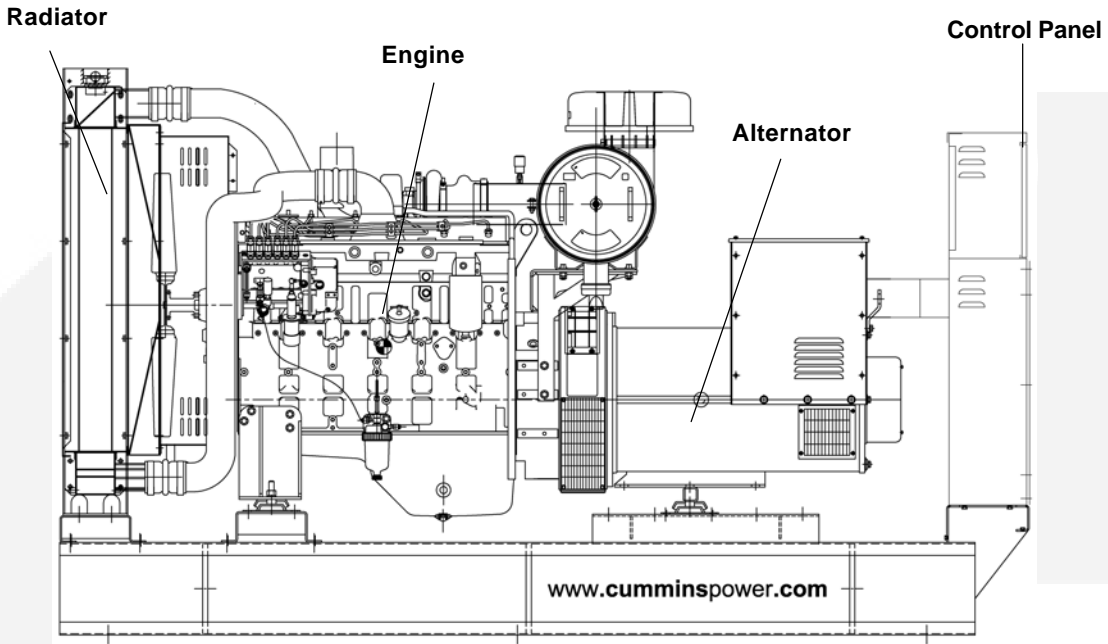 Radiator
Engine
Control Panel
Alternator
www.cumminspower.com